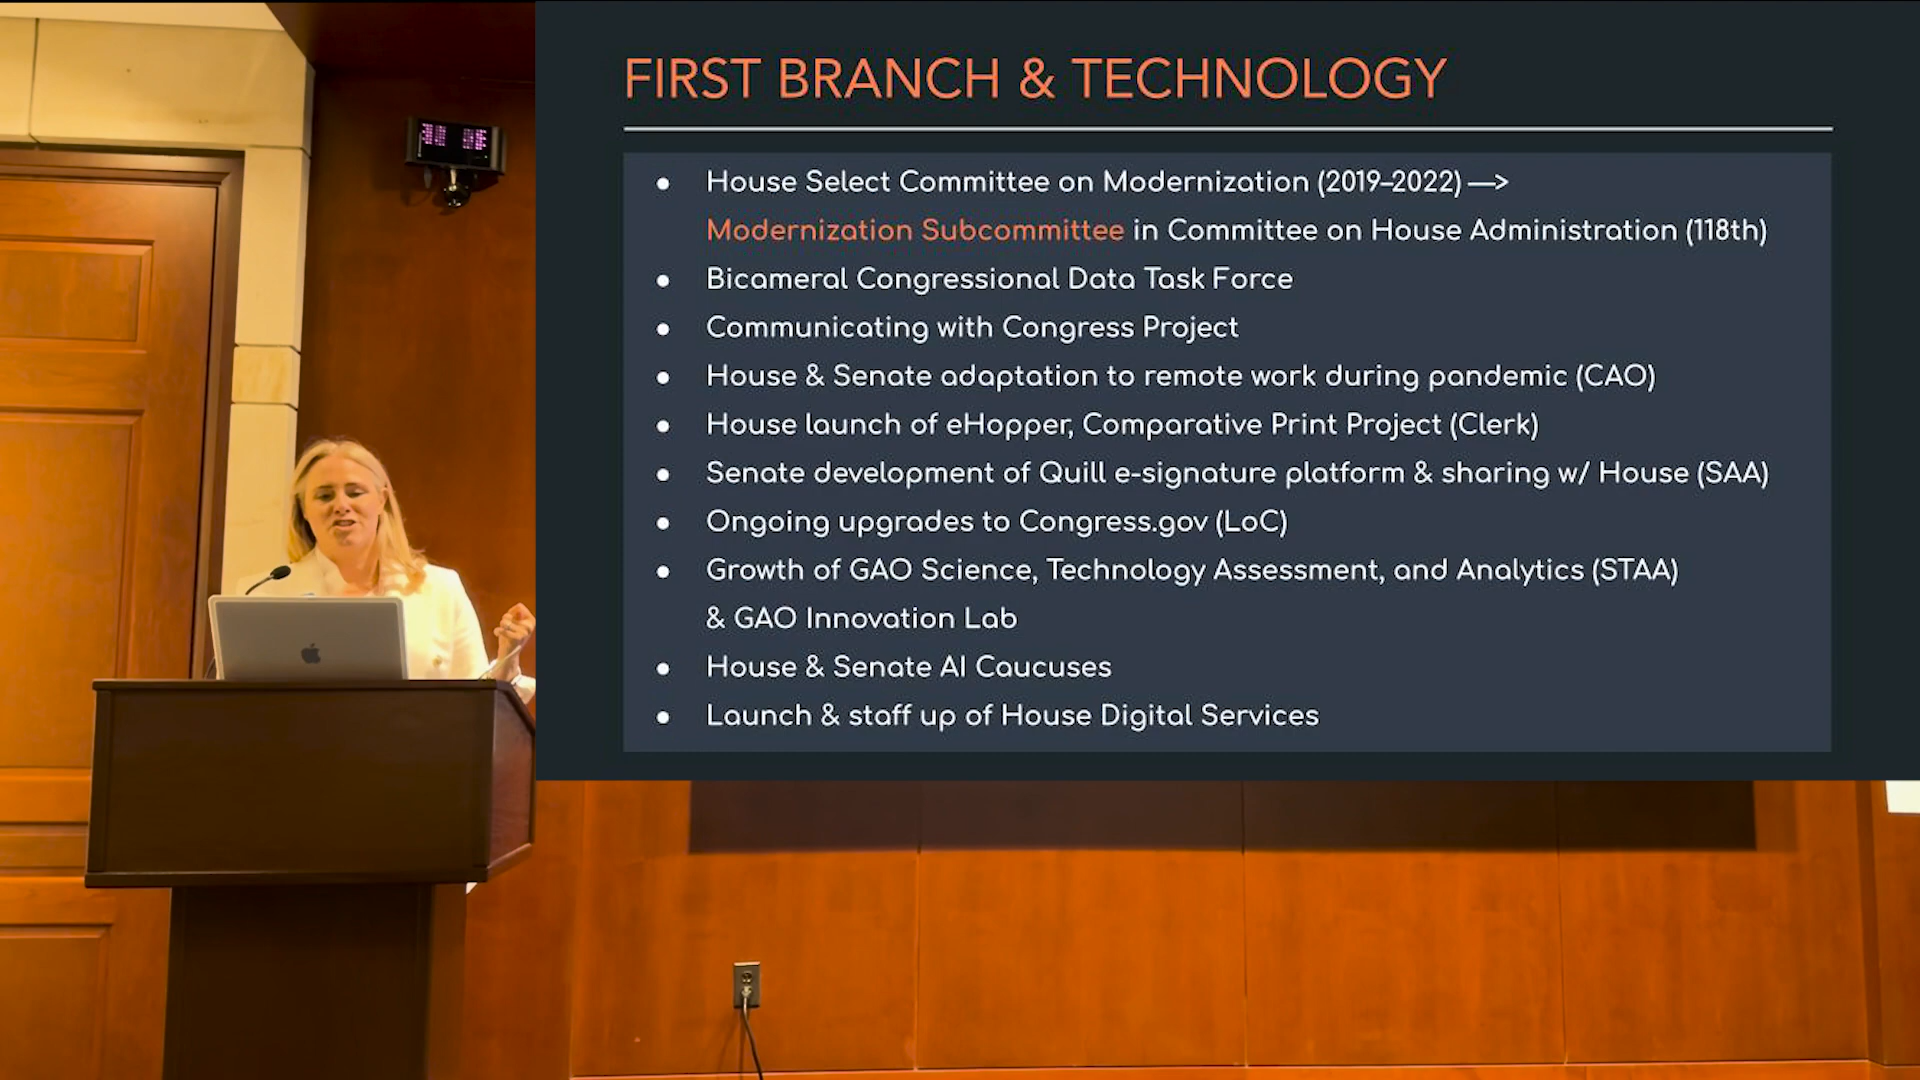 FIRST BRANCH & TECHNOLOGY
● House Select Committee on Modernization (2019–2022) —>
Modernization Subcommittee in Committee on House Administration (118th)
● Bicameral Congressional Data Task Force
● Communicating with Congress Project
● House & Senate adaptation to remote work during pandemic (CAO)
● House launch of eHopper, Comparative Print Project (Clerk)
● Senate development of Quill e-signature platform & sharing w/ House (SAA)
● Ongoing upgrades to Congress.gov (LoC)
● Growth of GAO Science, Technology Assessment, and Analytics (STAA)
& GAO Innovation Lab
● House & Senate AI Caucuses
● Launch & staff up of House Digital Services